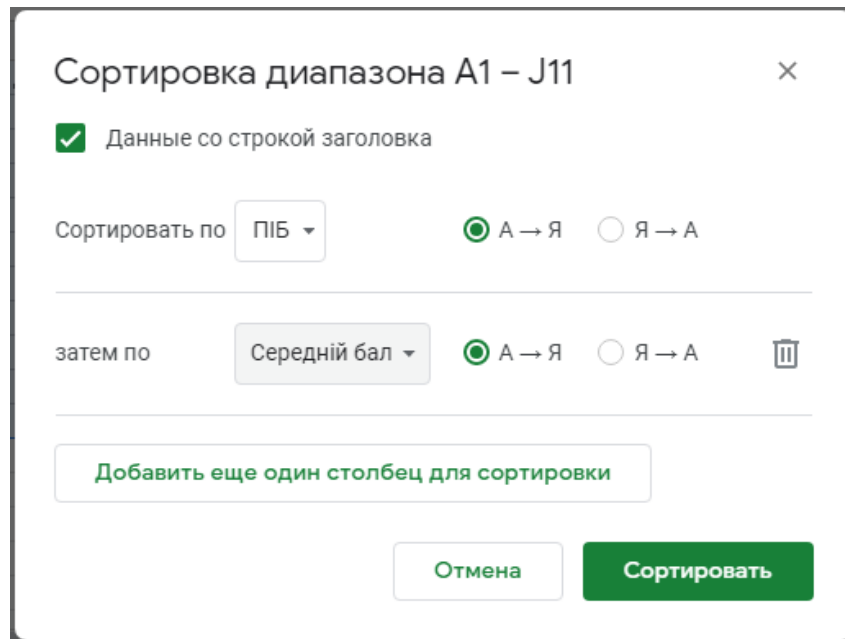 Сортировка диапазона A1 – J11
Данные со строкой заголовка
Сортировать по ПІБ А → Я Я → А
затем по Середній бал А → Я Я → А
Добавить еще один столбец для сортировки
Отмена Сортировать